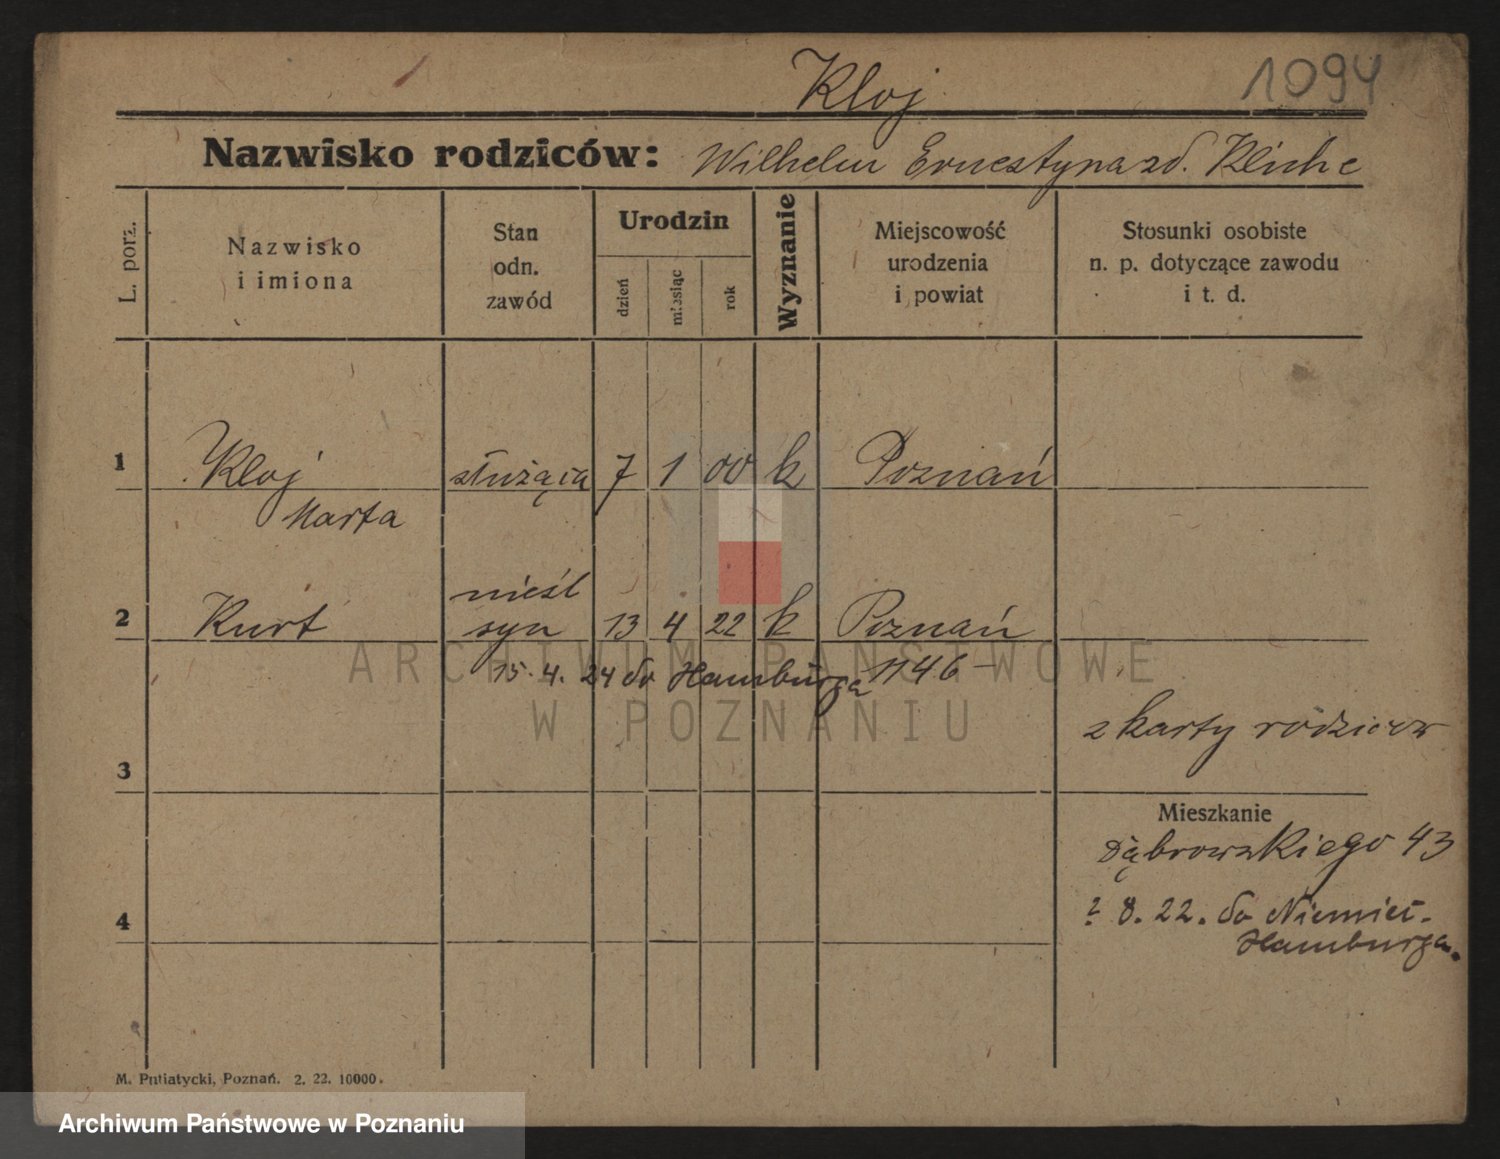 Kloj 1094
Nazwisko rodziców: Wilhelm Ernestyna zd. Kliche
L. porz.
Nazwisko
i imiona
Stan
odn.
zawód
Urodzin
dzień
miesiąc
rok
Wyznanie
Miejscowość
urodzenia
i powiat
Stosunki osobiste
n. p. dotyczące zawodu
i t. d.
1 Kloj służąca 7 1 00 k Poznań
Marta
nieśl
2 Kurt syn 13 4 22 k Poznań
15. 4. 24 do Hamburga 1146 -
z karty rodziców
3
Mieszkanie
Dąbrowskiego 43
? 8. 22. do Niemiec.
4
Hamburga.
ARCHIWUM PAŃSTWOWE
W POZNANIU
M. Putiatycki, Poznań. 2. 22. 10000.
Archiwum Państwowe w Poznaniu